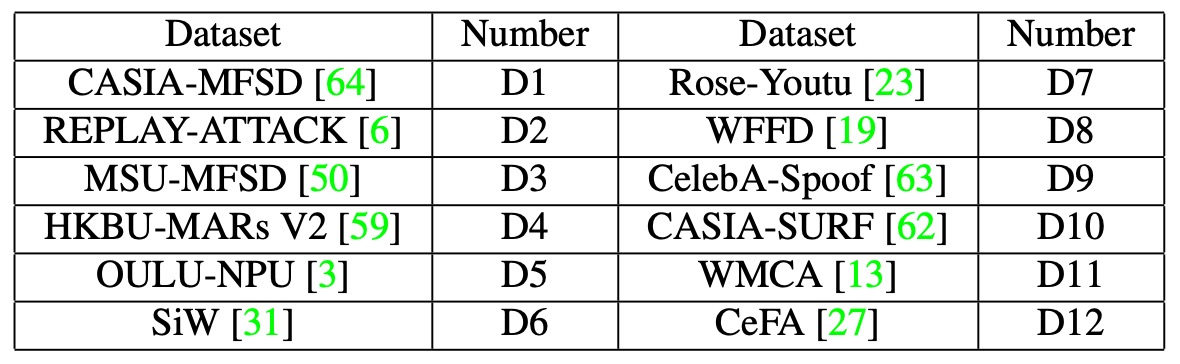 Dataset Number Dataset Number
CASIA-MFSD [64] D1 Rose-Youtu [23] D7
REPLAY-ATTACK [6] D2 WFFD [19] D8
MSU-MFSD [50] D3 CelebA-Spoof [63] D9
HKBU-MARs V2 [59] D4 CASIA-SURF [62] D10
OULU-NPU [3] D5 WMCA [13] D11
SiW [31] D6 CeFA [27] D12